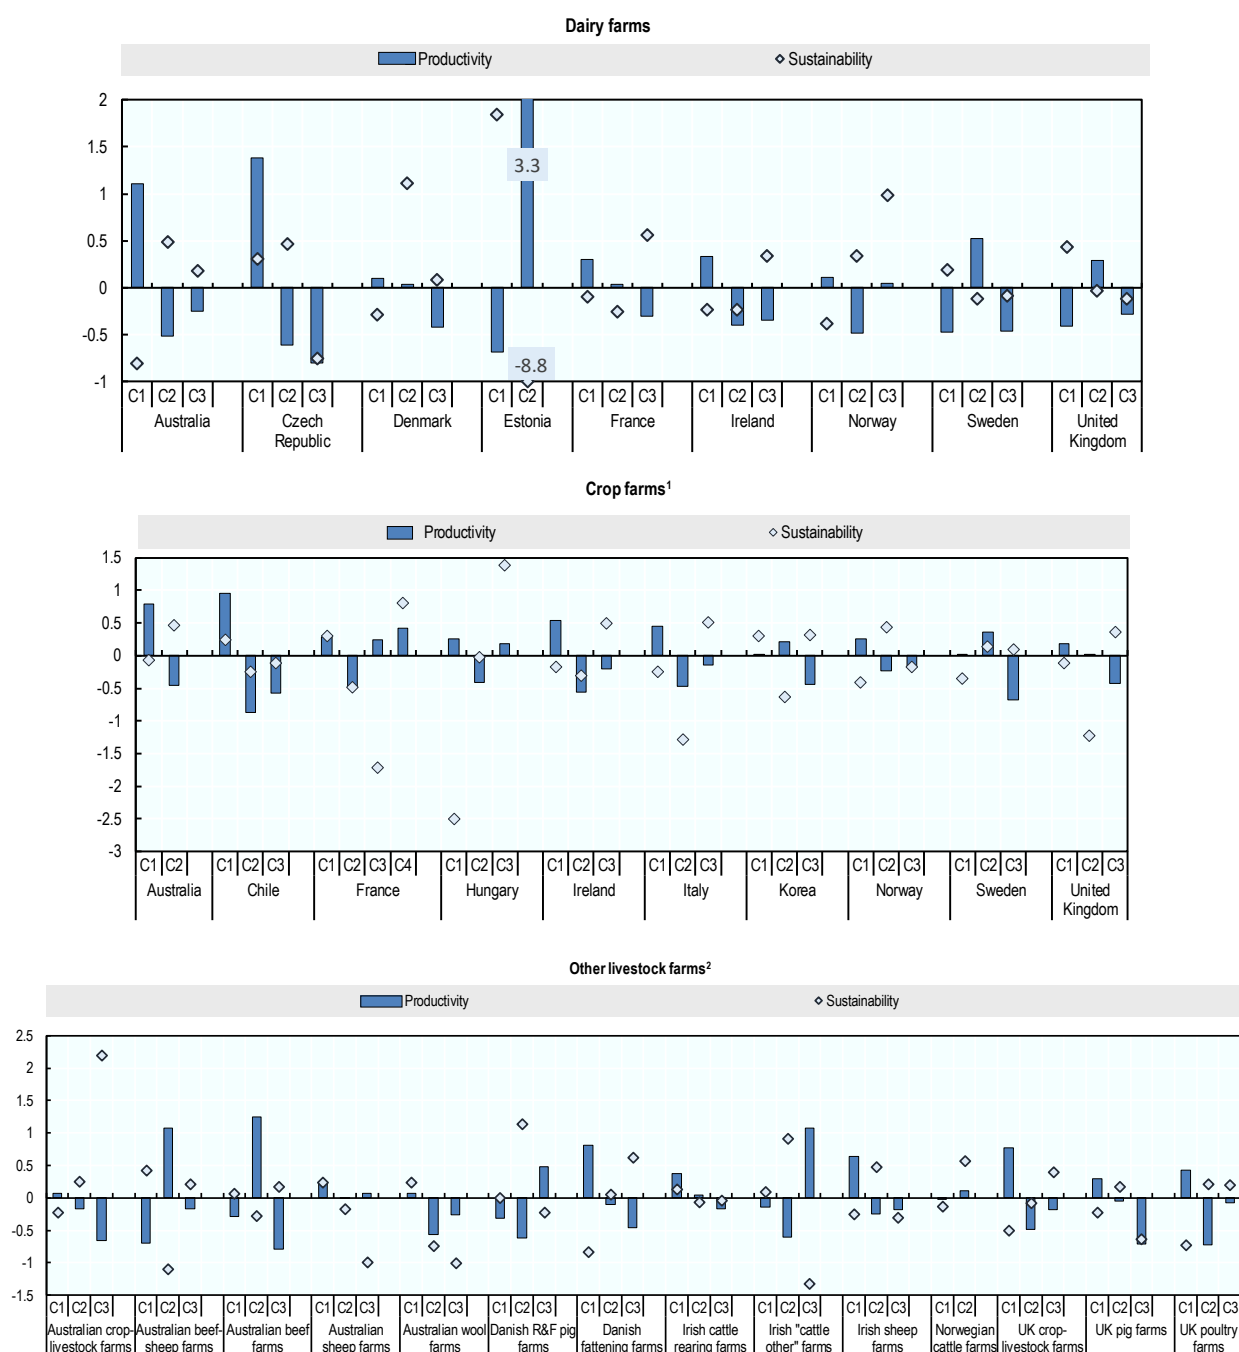 Dairy farms
Productivity Sustainability
2
1.5
1
0.5
0
-0.5
-1
3.3
-8.8
C1 C2 C3 C1 C2 C3 C1 C2 C3 C1 C2 C1 C2 C3 C1 C2 C3 C1 C2 C3 C1 C2 C3 C1 C2 C3
Australia Czech Republic Denmark Estonia France Ireland Norway Sweden United Kingdom
Crop farms1
Productivity Sustainability
1.5
1
0.5
0
-0.5
-1
-1.5
-2
-2.5
-3
C1 C2 C1 C2 C3 C1 C2 C3 C4 C1 C2 C3 C1 C2 C3 C1 C2 C3 C1 C2 C3 C1 C2 C3 C1 C2 C3 C1 C2 C3
Australia Chile France Hungary Ireland Italy Korea Norway Sweden United Kingdom
Other livestock farms2
Productivity Sustainability
2.5
2
1.5
1
0.5
0
-0.5
-1
-1.5
C1 C2 C3 C1 C2 C3 C1 C2 C3 C1 C2 C3 C1 C2 C3 C1 C2 C3 C1 C2 C3 C1 C2 C3 C1 C2 C3 C1 C2 C3 C1 C2 C1 C2 C3 C1 C2 C3 C1 C2 C3
Australian crop- Australian beef- Australian beef Australian Australian wool Danish R&F pig Danish Irish cattle Irish "cattle Irish sheep Norwegian UK crop- UK pig farms UK poultry
livestock farms sheep farms farms sheep farms farms farms fattening farms rearing farms other" farms farms cattle farms livestock farms farms